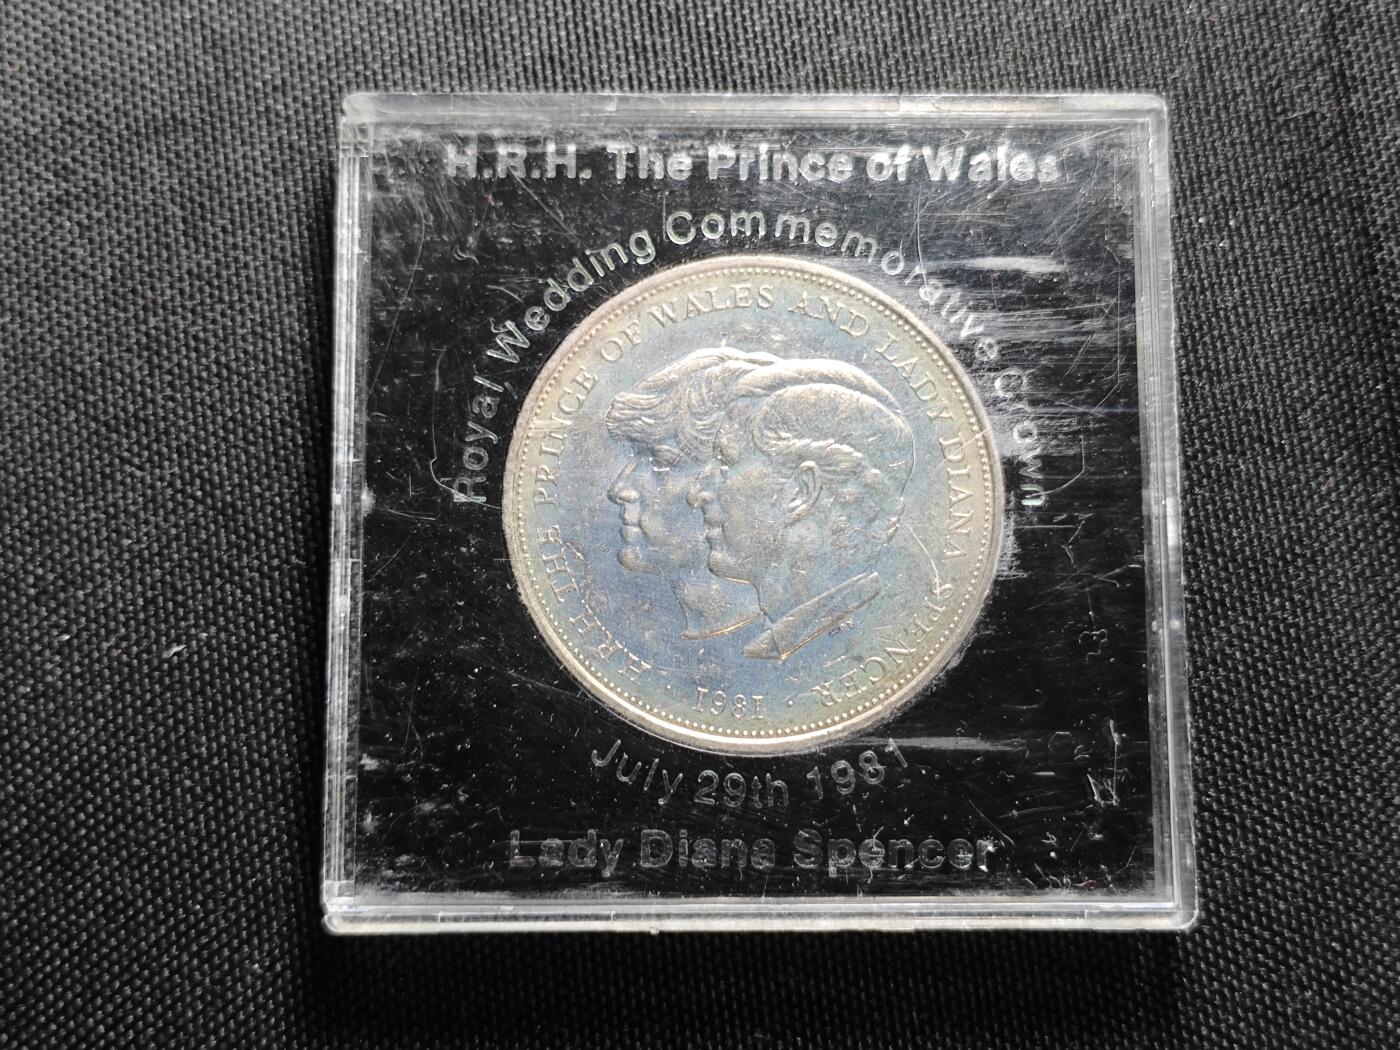 H.R.H. The Prince of Wales
Royal Wedding Commemorative Crown
H.R.H. THE PRINCE OF WALES AND LADY DIANA SPENCER
· 1981 ·
July 29th 1981
Lady Diana Spencer